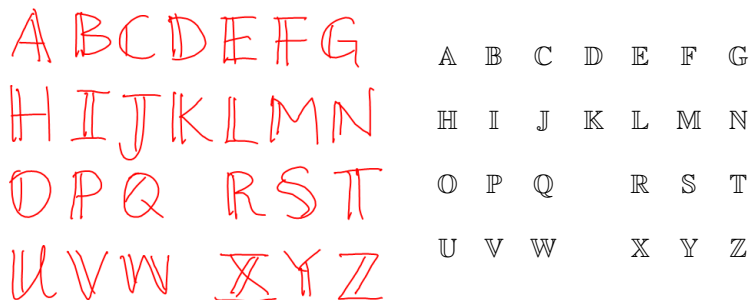 A B C D E F G
H I J K L M N
O P Q R S T
U V W X Y Z
𝔸 𝔹 ℂ 𝔻 𝔼 𝔽 𝔾
ℍ 𝕀 𝕁 𝕂 𝕃 𝕄 ℕ
𝕆 ℙ ℚ ℝ 𝕊 𝕋
𝕌 𝕍 𝕎 𝕏 𝕐 ℤ